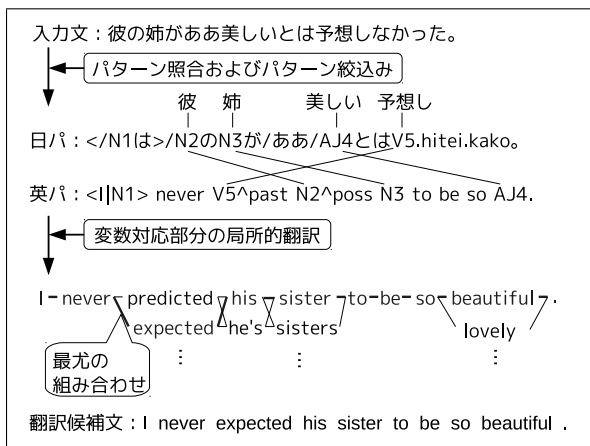 入力文：彼の姉がああ美しいとは予想しなかった。
パターン照合およびパターン絞込み
彼 姉 美しい 予想し
日パ：</N1は>/N2のN3が/ああ/AJ4とはV5.hitei.kako。
英パ：<I|N1> never V5^past N2^poss N3 to be so AJ4.
変数対応部分の局所的翻訳
I never predicted his sister to be so beautiful .
expected he's sisters lovely
最尤の
組み合わせ
⋮ ⋮ ⋮
翻訳候補文：I never expected his sister to be so beautiful .